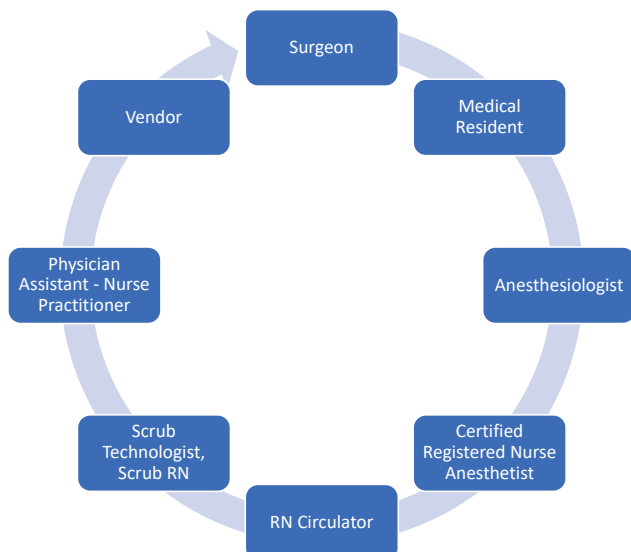 Surgeon
Medical
Resident
Anesthesiologist
Certified
Registered Nurse
Anesthetist
RN Circulator
Scrub
Technologist,
Scrub RN
Physician
Assistant - Nurse
Practitioner
Vendor